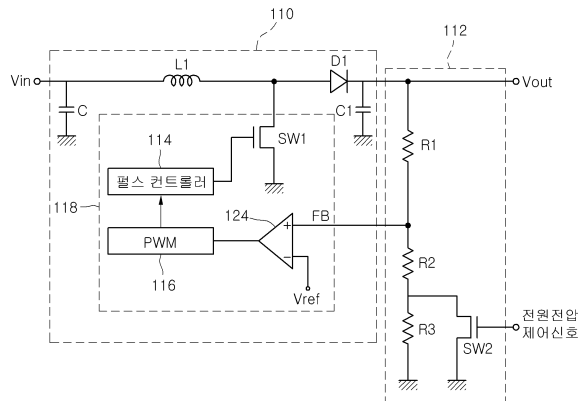 110
112
L1
D1
Vin
Vout
C
C1
114
SW1
R1
펄스 컨트롤러
118
124
FB
PWM
R2
116
Vref
전원전압
제어신호
R3
SW2